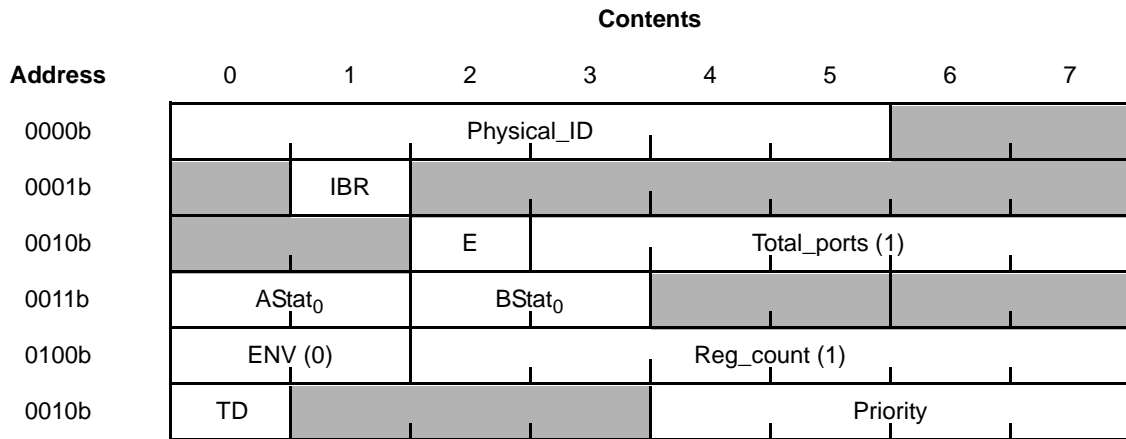 Contents
Address 0 1 2 3 4 5 6 7
0000b Physical_ID
0001b IBR
0010b E Total_ports (1)
0011b AStat0 BStat0
0100b ENV (0) Reg_count (1)
0010b TD Priority